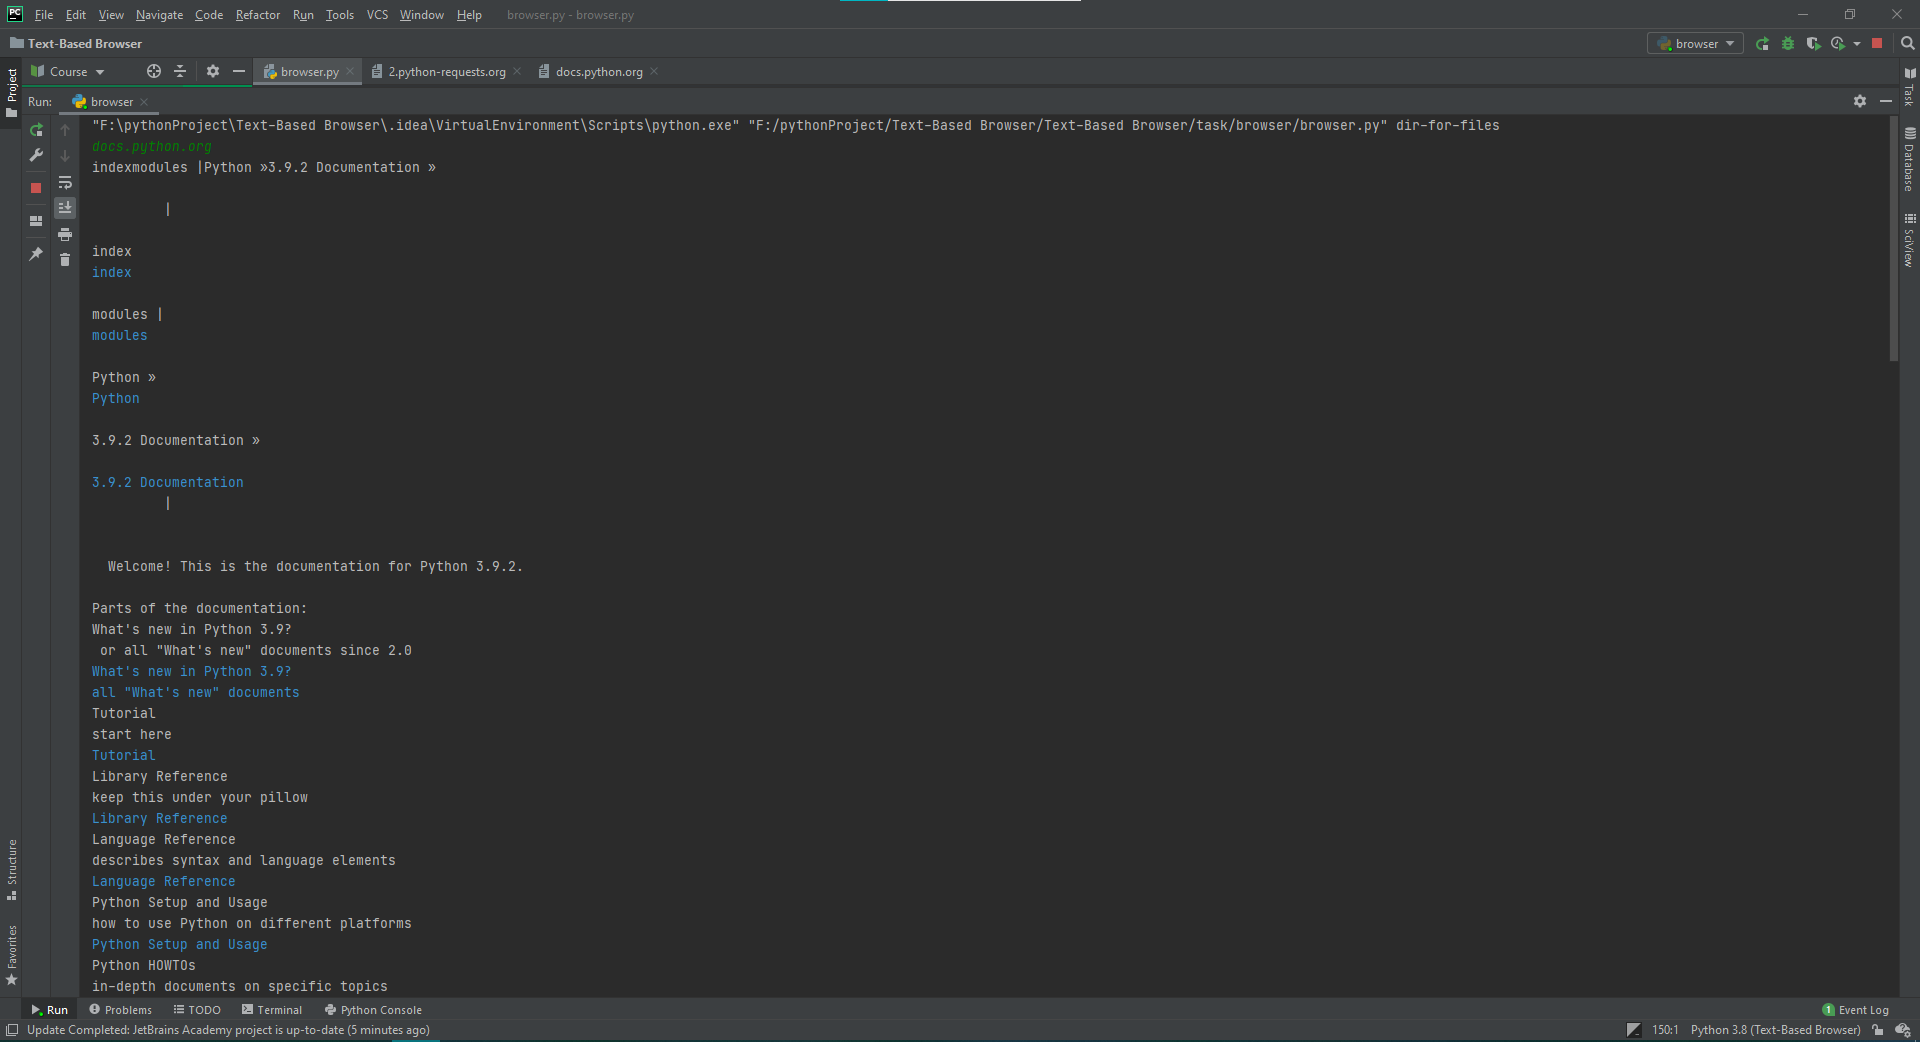 PC File Edit View Navigate Code Refactor Run Tools VCS Window Help browser.py - browser.py
Text-Based Browser browser
Course browser.py 2.python-requests.org docs.python.org
Project
Run: browser
Task
Database
SciView
"F:\pythonProject\Text-Based Browser\.idea\VirtualEnvironment\Scripts\python.exe" "F:/pythonProject/Text-Based Browser/Text-Based Browser/task/browser/browser.py" dir-for-files
docs.python.org
indexmodules |Python »3.9.2 Documentation »
|
index
index
modules |
modules
Python »
Python
3.9.2 Documentation »
3.9.2 Documentation
|
Welcome! This is the documentation for Python 3.9.2.
Parts of the documentation:
What's new in Python 3.9?
or all "What's new" documents since 2.0
What's new in Python 3.9?
all "What's new" documents
Tutorial
start here
Tutorial
Library Reference
keep this under your pillow
Library Reference
Language Reference
describes syntax and language elements
Language Reference
Python Setup and Usage
how to use Python on different platforms
Python Setup and Usage
Python HOWTOs
in-depth documents on specific topics
Structure
Favorites
Run Problems TODO Terminal Python Console 1 Event Log
Update Completed: JetBrains Academy project is up-to-date (5 minutes ago) 150:1 Python 3.8 (Text-Based Browser)